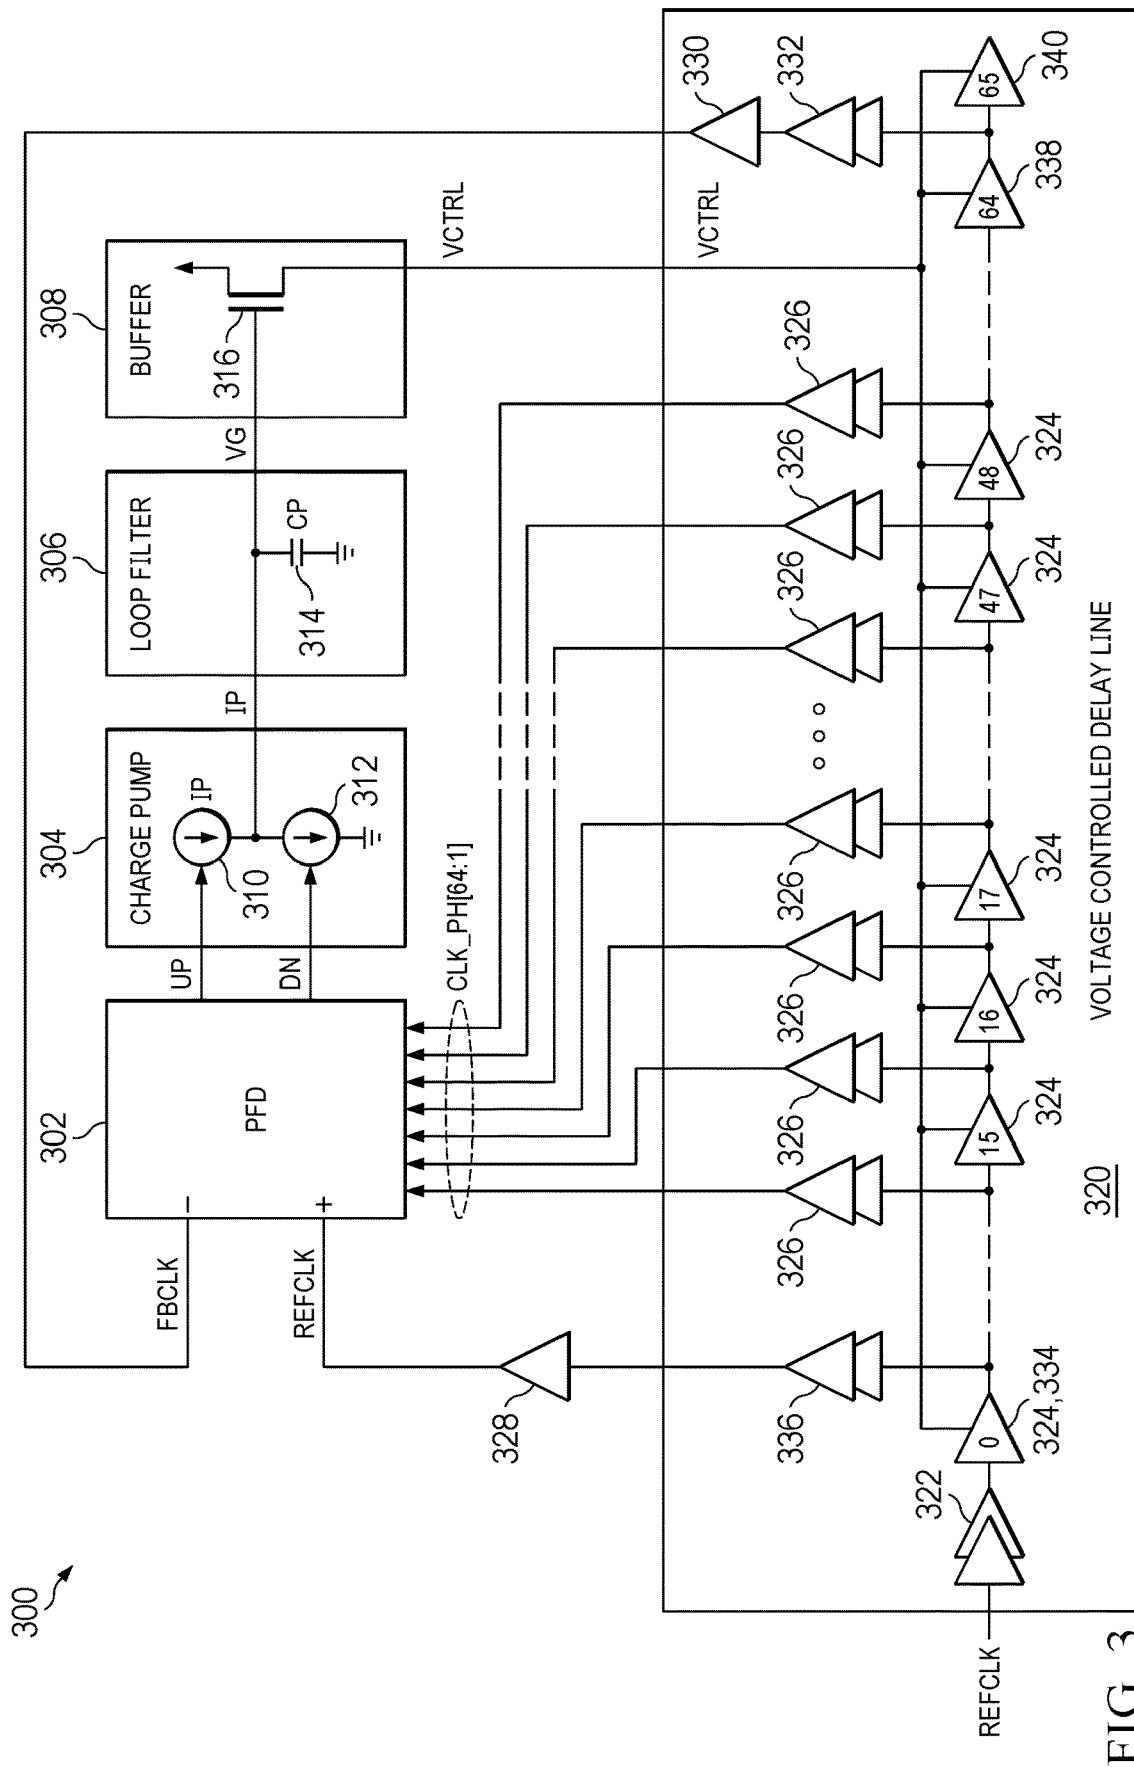 300
302
304
306
308
CHARGE PUMP
LOOP FILTER
BUFFER
FBCLK
−
UP
IP
316
PFD
310
IP
VG
REFCLK
+
DN
CP
314
312
CLK_PH[64:1]
VCTRL
328
330
VCTRL
336
326
326
326
326
326
326
326
332
322
REFCLK
0
15
16
17
47
48
64
65
324,334
324
324
324
324
324
338
340
320
VOLTAGE CONTROLLED DELAY LINE
FIG. 3